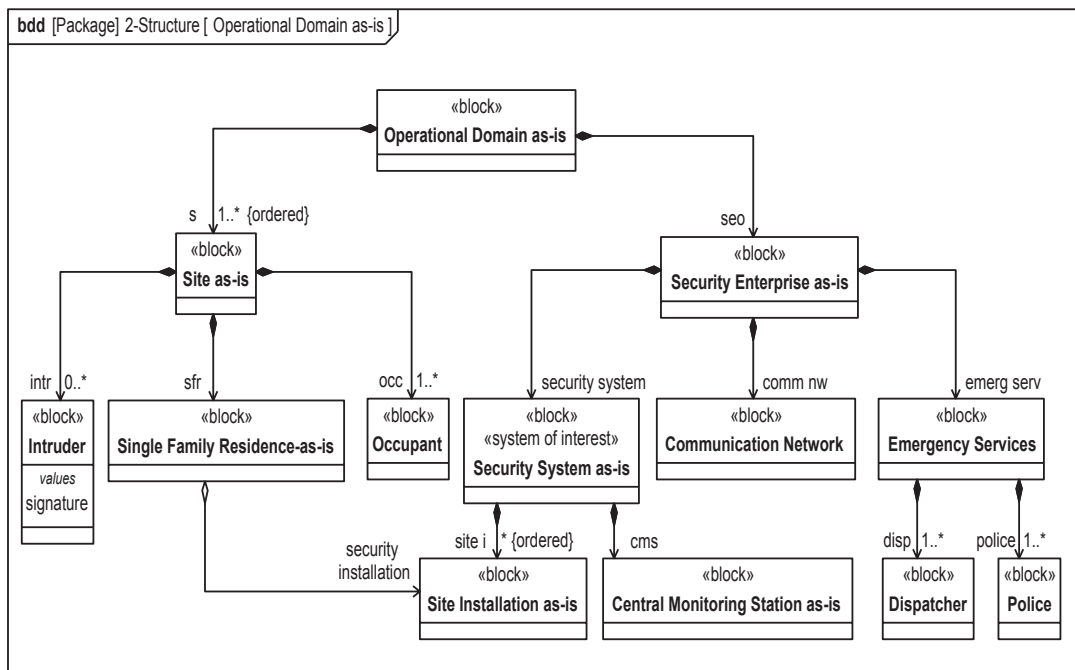 bdd [Package] 2-Structure [ Operational Domain as-is ]
«block»
Operational Domain as-is
s 1..* {ordered}
seo
«block»
Site as-is
«block»
Security Enterprise as-is
intr 0..*
sfr
occ 1..*
security system
comm nw
emerg serv
«block»
Intruder
values
signature
«block»
Single Family Residence-as-is
«block»
Occupant
«block»
«system of interest»
Security System as-is
«block»
Communication Network
«block»
Emergency Services
security
installation
site i * {ordered}
cms
disp 1..*
police 1..*
«block»
Site Installation as-is
«block»
Central Monitoring Station as-is
«block»
Dispatcher
«block»
Police